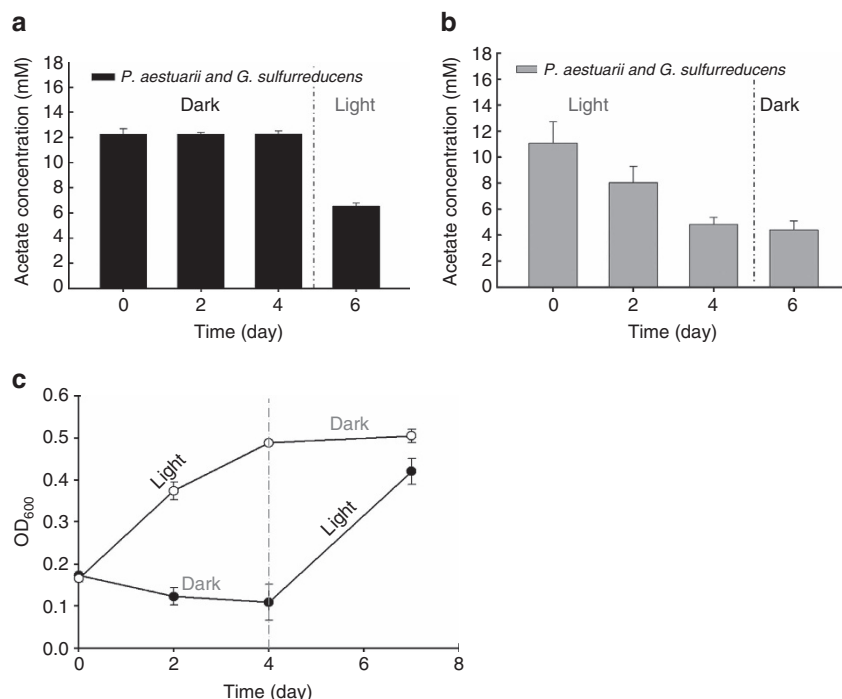 a
Acetate concentration (mM)
18
16
14
12
10
8
6
4
2
0
P. aestuarii and G. sulfurreducens
Dark
Light
0
2
4
6
Time (day)
b
Acetate concentration (mM)
18
16
14
12
10
8
6
4
2
0
P. aestuarii and G. sulfurreducens
Light
Dark
0
2
4
6
Time (day)
c
OD600
0.6
0.5
0.4
0.3
0.2
0.1
0.0
Light
Dark
Dark
Light
0
2
4
6
8
Time (day)